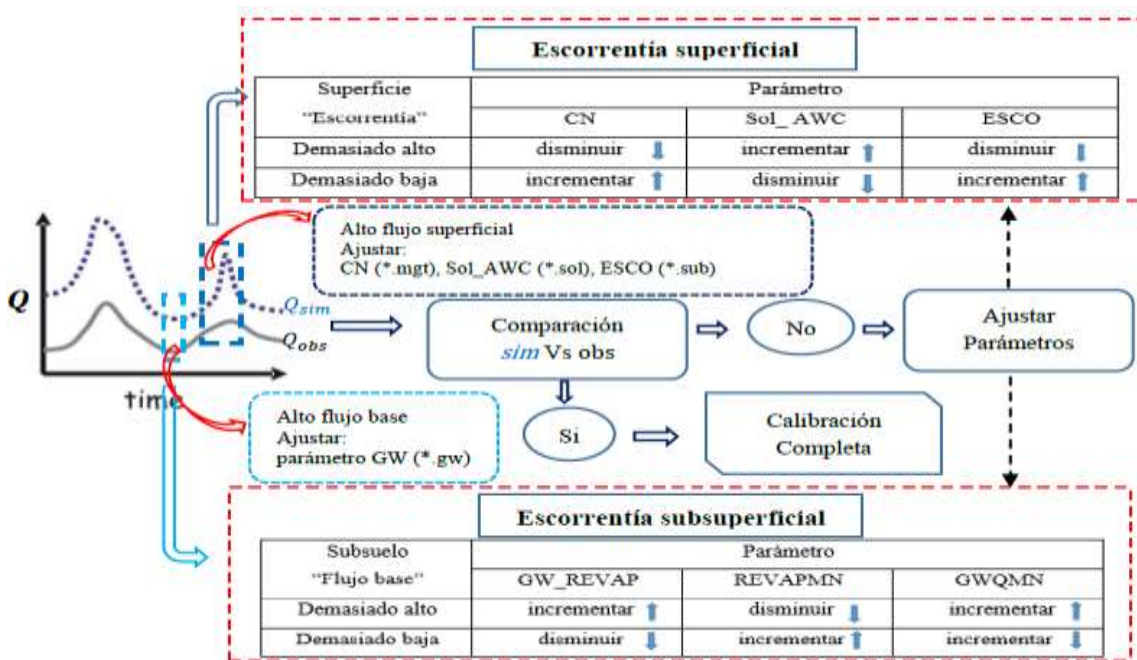 Escorrentía superficial
Superficie Parámetro
“Escorrentía” CN Sol_ AWC ESCO
Demasiado alto disminuir incrementar disminuir
Demasiado baja incrementar disminuir incrementar
Alto flujo superficial
Ajustar:
CN (*.mgt), Sol_AWC (*.sol), ESCO (*.sub)
Q
Qsim
Qobs
time
Comparación
sim Vs obs
No
Ajustar
Parámetros
Alto flujo base
Ajustar:
parámetro GW (*.gw)
Si
Calibración
Completa
Escorrentía subsuperficial
Subsuelo Parámetro
“Flujo base” GW_REVAP REVAPMN GWQMN
Demasiado alto incrementar disminuir incrementar
Demasiado baja disminuir incrementar incrementar